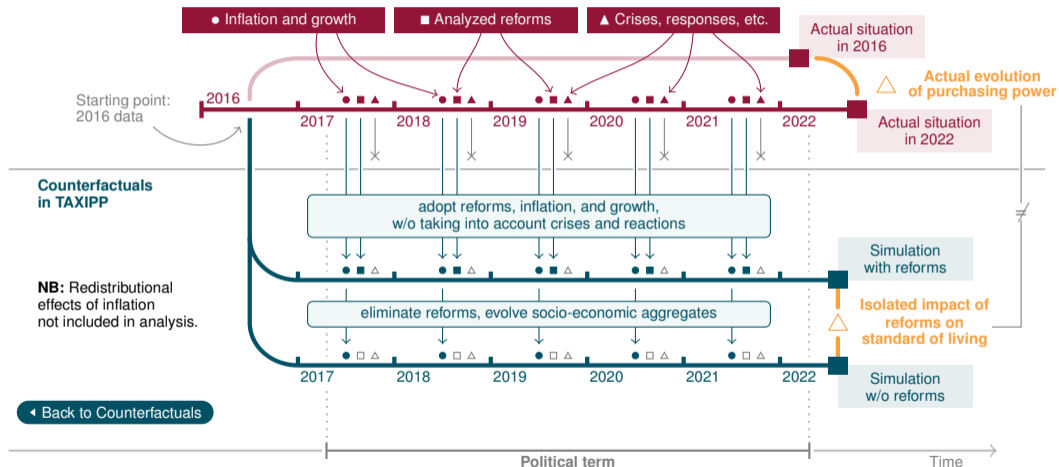 Inflation and growth
Analyzed reforms
Crises, responses, etc.
Actual situation
in 2016
Actual evolution
of purchasing power
Starting point:
2016 data
2016
2017
2018
2019
2020
2021
2022
Actual situation
in 2022
Counterfactuals
in TAXIPP
adopt reforms, inflation, and growth,
w/o taking into account crises and reactions
Simulation
with reforms
NB: Redistributional
effects of inflation
not included in analysis.
eliminate reforms, evolve socio-economic aggregates
Isolated impact of
reforms on
standard of living
2017
2018
2019
2020
2021
2022
Simulation
w/o reforms
Back to Counterfactuals
Political term
Time